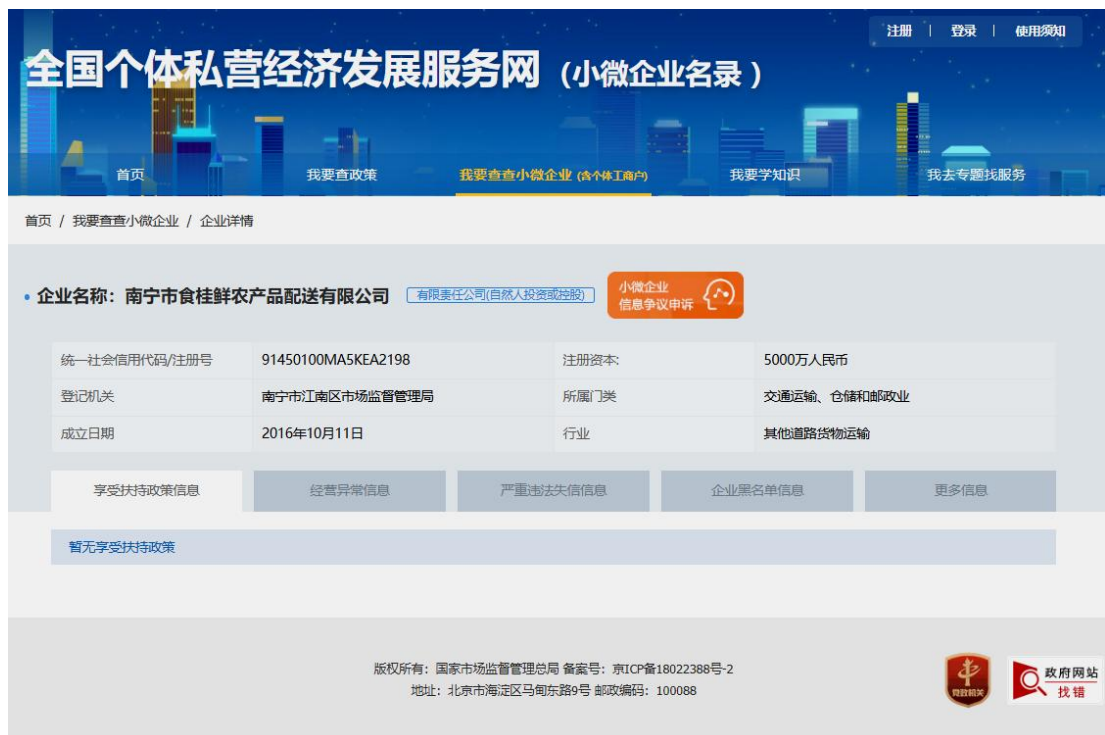 注册 | 登录 | 使用须知
全国个体私营经济发展服务网（小微企业名录）
首页 我要查政策 我要查查小微企业 (含个体工商户) 我要学知识 我去专题找服务
首页 / 我要查查小微企业 / 企业详情
企业名称：南宁市食桂鲜农产品配送有限公司 有限责任公司(自然人投资或控股) 小微企业
信息争议申诉
统一社会信用代码/注册号 91450100MA5KEA2198 注册资本: 5000万人民币
登记机关 南宁市江南区市场监督管理局 所属门类 交通运输、仓储和邮政业
成立日期 2016年10月11日 行业 其他道路货物运输
享受扶持政策信息 经营异常信息 严重违法失信信息 企业黑名单信息 更多信息
暂无享受扶持政策
版权所有：国家市场监督管理总局 备案号：京ICP备18022388号-2
地址：北京市海淀区马甸东路9号 邮政编码：100088
党政机关
政府网站
找错